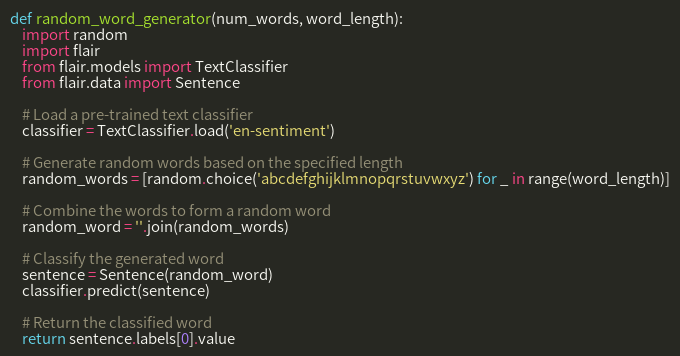 def random_word_generator(num_words, word_length):
    import random
    import flair
    from flair.models import TextClassifier
    from flair.data import Sentence

    # Load a pre-trained text classifier
    classifier = TextClassifier.load('en-sentiment')

    # Generate random words based on the specified length
    random_words = [random.choice('abcdefghijklmnopqrstuvwxyz') for _ in range(word_length)]

    # Combine the words to form a random word
    random_word = ''.join(random_words)

    # Classify the generated word
    sentence = Sentence(random_word)
    classifier.predict(sentence)

    # Return the classified word
    return sentence.labels[0].value